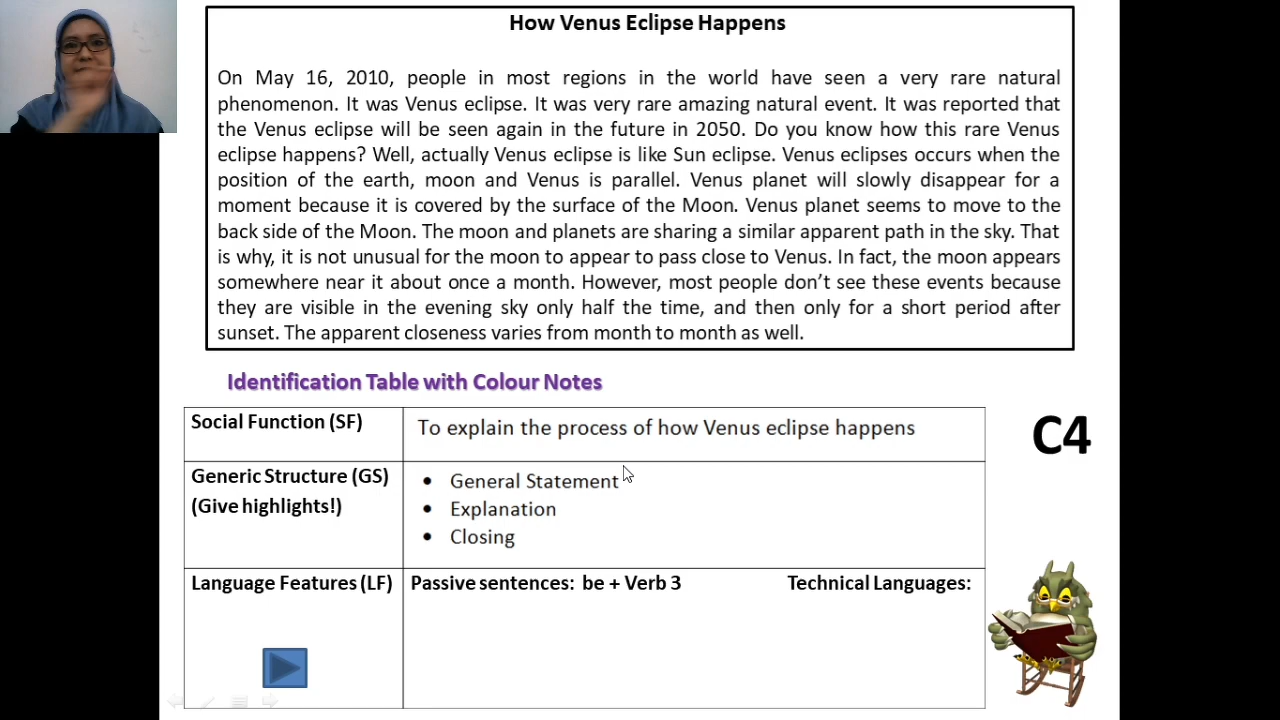 How Venus Eclipse Happens
On May 16, 2010, people in most regions in the world have seen a very rare natural
phenomenon. It was Venus eclipse. It was very rare amazing natural event. It was reported that
the Venus eclipse will be seen again in the future in 2050. Do you know how this rare Venus
eclipse happens? Well, actually Venus eclipse is like Sun eclipse. Venus eclipses occurs when the
position of the earth, moon and Venus is parallel. Venus planet will slowly disappear for a
moment because it is covered by the surface of the Moon. Venus planet seems to move to the
back side of the Moon. The moon and planets are sharing a similar apparent path in the sky. That
is why, it is not unusual for the moon to appear to pass close to Venus. In fact, the moon appears
somewhere near it about once a month. However, most people don’t see these events because
they are visible in the evening sky only half the time, and then only for a short period after
sunset. The apparent closeness varies from month to month as well.
Identification Table with Colour Notes
Social Function (SF)
To explain the process of how Venus eclipse happens
C4
Generic Structure (GS)
(Give highlights!)
• General Statement
• Explanation
• Closing
Language Features (LF)
Passive sentences: be + Verb 3
Technical Languages: